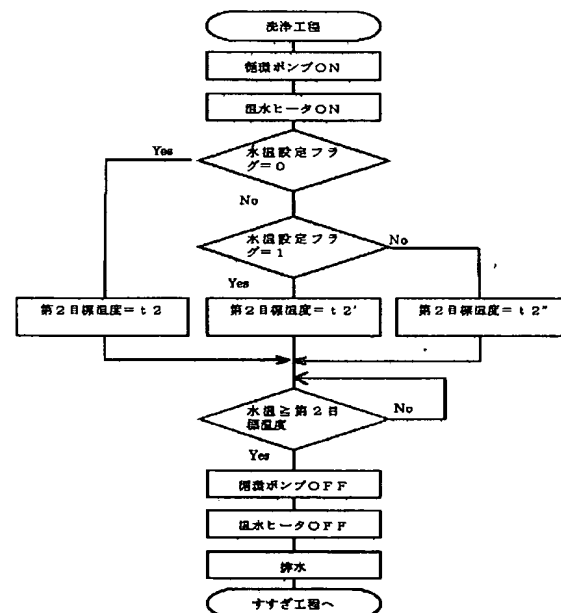 洗浄工程
循環ポンプON
温水ヒータON
水温設定フラ
グ=0
Yes
No
水温設定フラ
グ=1
No
Yes
第2目標温度=t2
第2目標温度=t2'
第2目標温度=t2"
水温≧第2目
標温度
No
Yes
循環ポンプOFF
温水ヒータOFF
排水
すすぎ工程へ